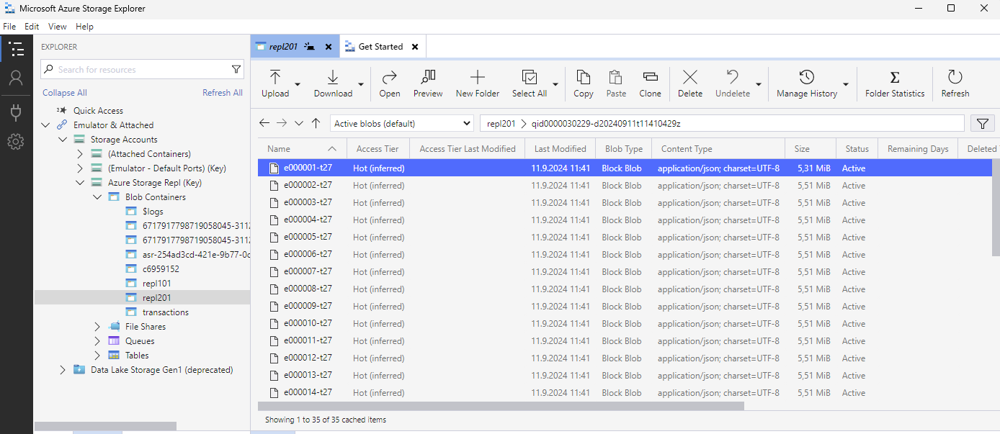 Microsoft Azure Storage Explorer
File Edit View Help
EXPLORER
Search for resources
Collapse All Refresh All
Quick Access
Emulator & Attached
Storage Accounts
(Attached Containers)
(Emulator - Default Ports) (Key)
Azure Storage Repl (Key)
Blob Containers
$logs
6717917798719058045-3112
6717917798719058045-3112
asr-254ad3cd-421e-9b77-0c
c6959152
repl101
repl201
transactions
File Shares
Queues
Tables
Data Lake Storage Gen1 (deprecated)
repl201 Get Started
Upload Download Open Preview New Folder Select All Copy Paste Clone Delete Undelete Manage History Folder Statistics Refresh
Active blobs (default) repl201 qid0000030229-d20240911t11410429z
Name Access Tier Access Tier Last Modified Last Modified Blob Type Content Type Size Status Remaining Days Deleted
e000001-t27 Hot (inferred) 11.9.2024 11:41 Block Blob application/json; charset=UTF-8 5,31 MiB Active
e000002-t27 Hot (inferred) 11.9.2024 11:41 Block Blob application/json; charset=UTF-8 5,51 MiB Active
e000003-t27 Hot (inferred) 11.9.2024 11:41 Block Blob application/json; charset=UTF-8 5,51 MiB Active
e000004-t27 Hot (inferred) 11.9.2024 11:41 Block Blob application/json; charset=UTF-8 5,51 MiB Active
e000005-t27 Hot (inferred) 11.9.2024 11:41 Block Blob application/json; charset=UTF-8 5,51 MiB Active
e000006-t27 Hot (inferred) 11.9.2024 11:41 Block Blob application/json; charset=UTF-8 5,51 MiB Active
e000007-t27 Hot (inferred) 11.9.2024 11:41 Block Blob application/json; charset=UTF-8 5,51 MiB Active
e000008-t27 Hot (inferred) 11.9.2024 11:41 Block Blob application/json; charset=UTF-8 5,51 MiB Active
e000009-t27 Hot (inferred) 11.9.2024 11:41 Block Blob application/json; charset=UTF-8 5,51 MiB Active
e000010-t27 Hot (inferred) 11.9.2024 11:41 Block Blob application/json; charset=UTF-8 5,51 MiB Active
e000011-t27 Hot (inferred) 11.9.2024 11:41 Block Blob application/json; charset=UTF-8 5,51 MiB Active
e000012-t27 Hot (inferred) 11.9.2024 11:41 Block Blob application/json; charset=UTF-8 5,51 MiB Active
e000013-t27 Hot (inferred) 11.9.2024 11:41 Block Blob application/json; charset=UTF-8 5,51 MiB Active
e000014-t27 Hot (inferred) 11.9.2024 11:41 Block Blob application/json; charset=UTF-8 5,51 MiB Active
Showing 1 to 35 of 35 cached items